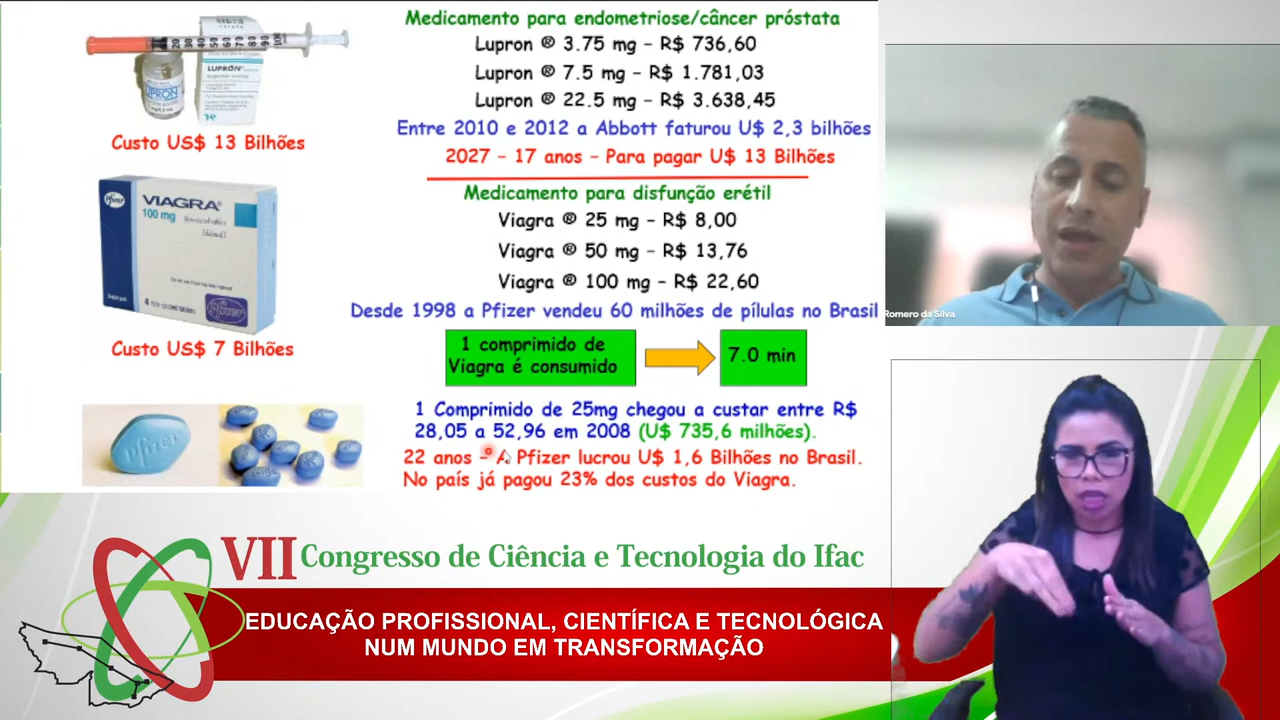 Medicamento para endometriose/câncer próstata
Lupron ® 3.75 mg - R$ 736,60
Lupron ® 7.5 mg - R$ 1.781,03
Lupron ® 22.5 mg - R$ 3.638,45
Entre 2010 e 2012 a Abbott faturou U$ 2,3 bilhões
2027 - 17 anos - Para pagar U$ 13 Bilhões
LUPRON
Custo US$ 13 Bilhões
Medicamento para disfunção erétil
Viagra ® 25 mg - R$ 8,00
Viagra ® 50 mg - R$ 13,76
Viagra ® 100 mg - R$ 22,60
Desde 1998 a Pfizer vendeu 60 milhões de pílulas no Brasil
Pfizer
VIAGRA
100 mg
Pfizer
Custo US$ 7 Bilhões
1 comprimido de
Viagra é consumido
7.0 min
1 Comprimido de 25mg chegou a custar entre R$
28,05 a 52,96 em 2008 (U$ 735,6 milhões).
22 anos - A Pfizer lucrou U$ 1,6 Bilhões no Brasil.
No país já pagou 23% dos custos do Viagra.
Pfizer
Romero da Silva
VII Congresso de Ciência e Tecnologia do Ifac
EDUCAÇÃO PROFISSIONAL, CIENTÍFICA E TECNOLÓGICA
NUM MUNDO EM TRANSFORMAÇÃO